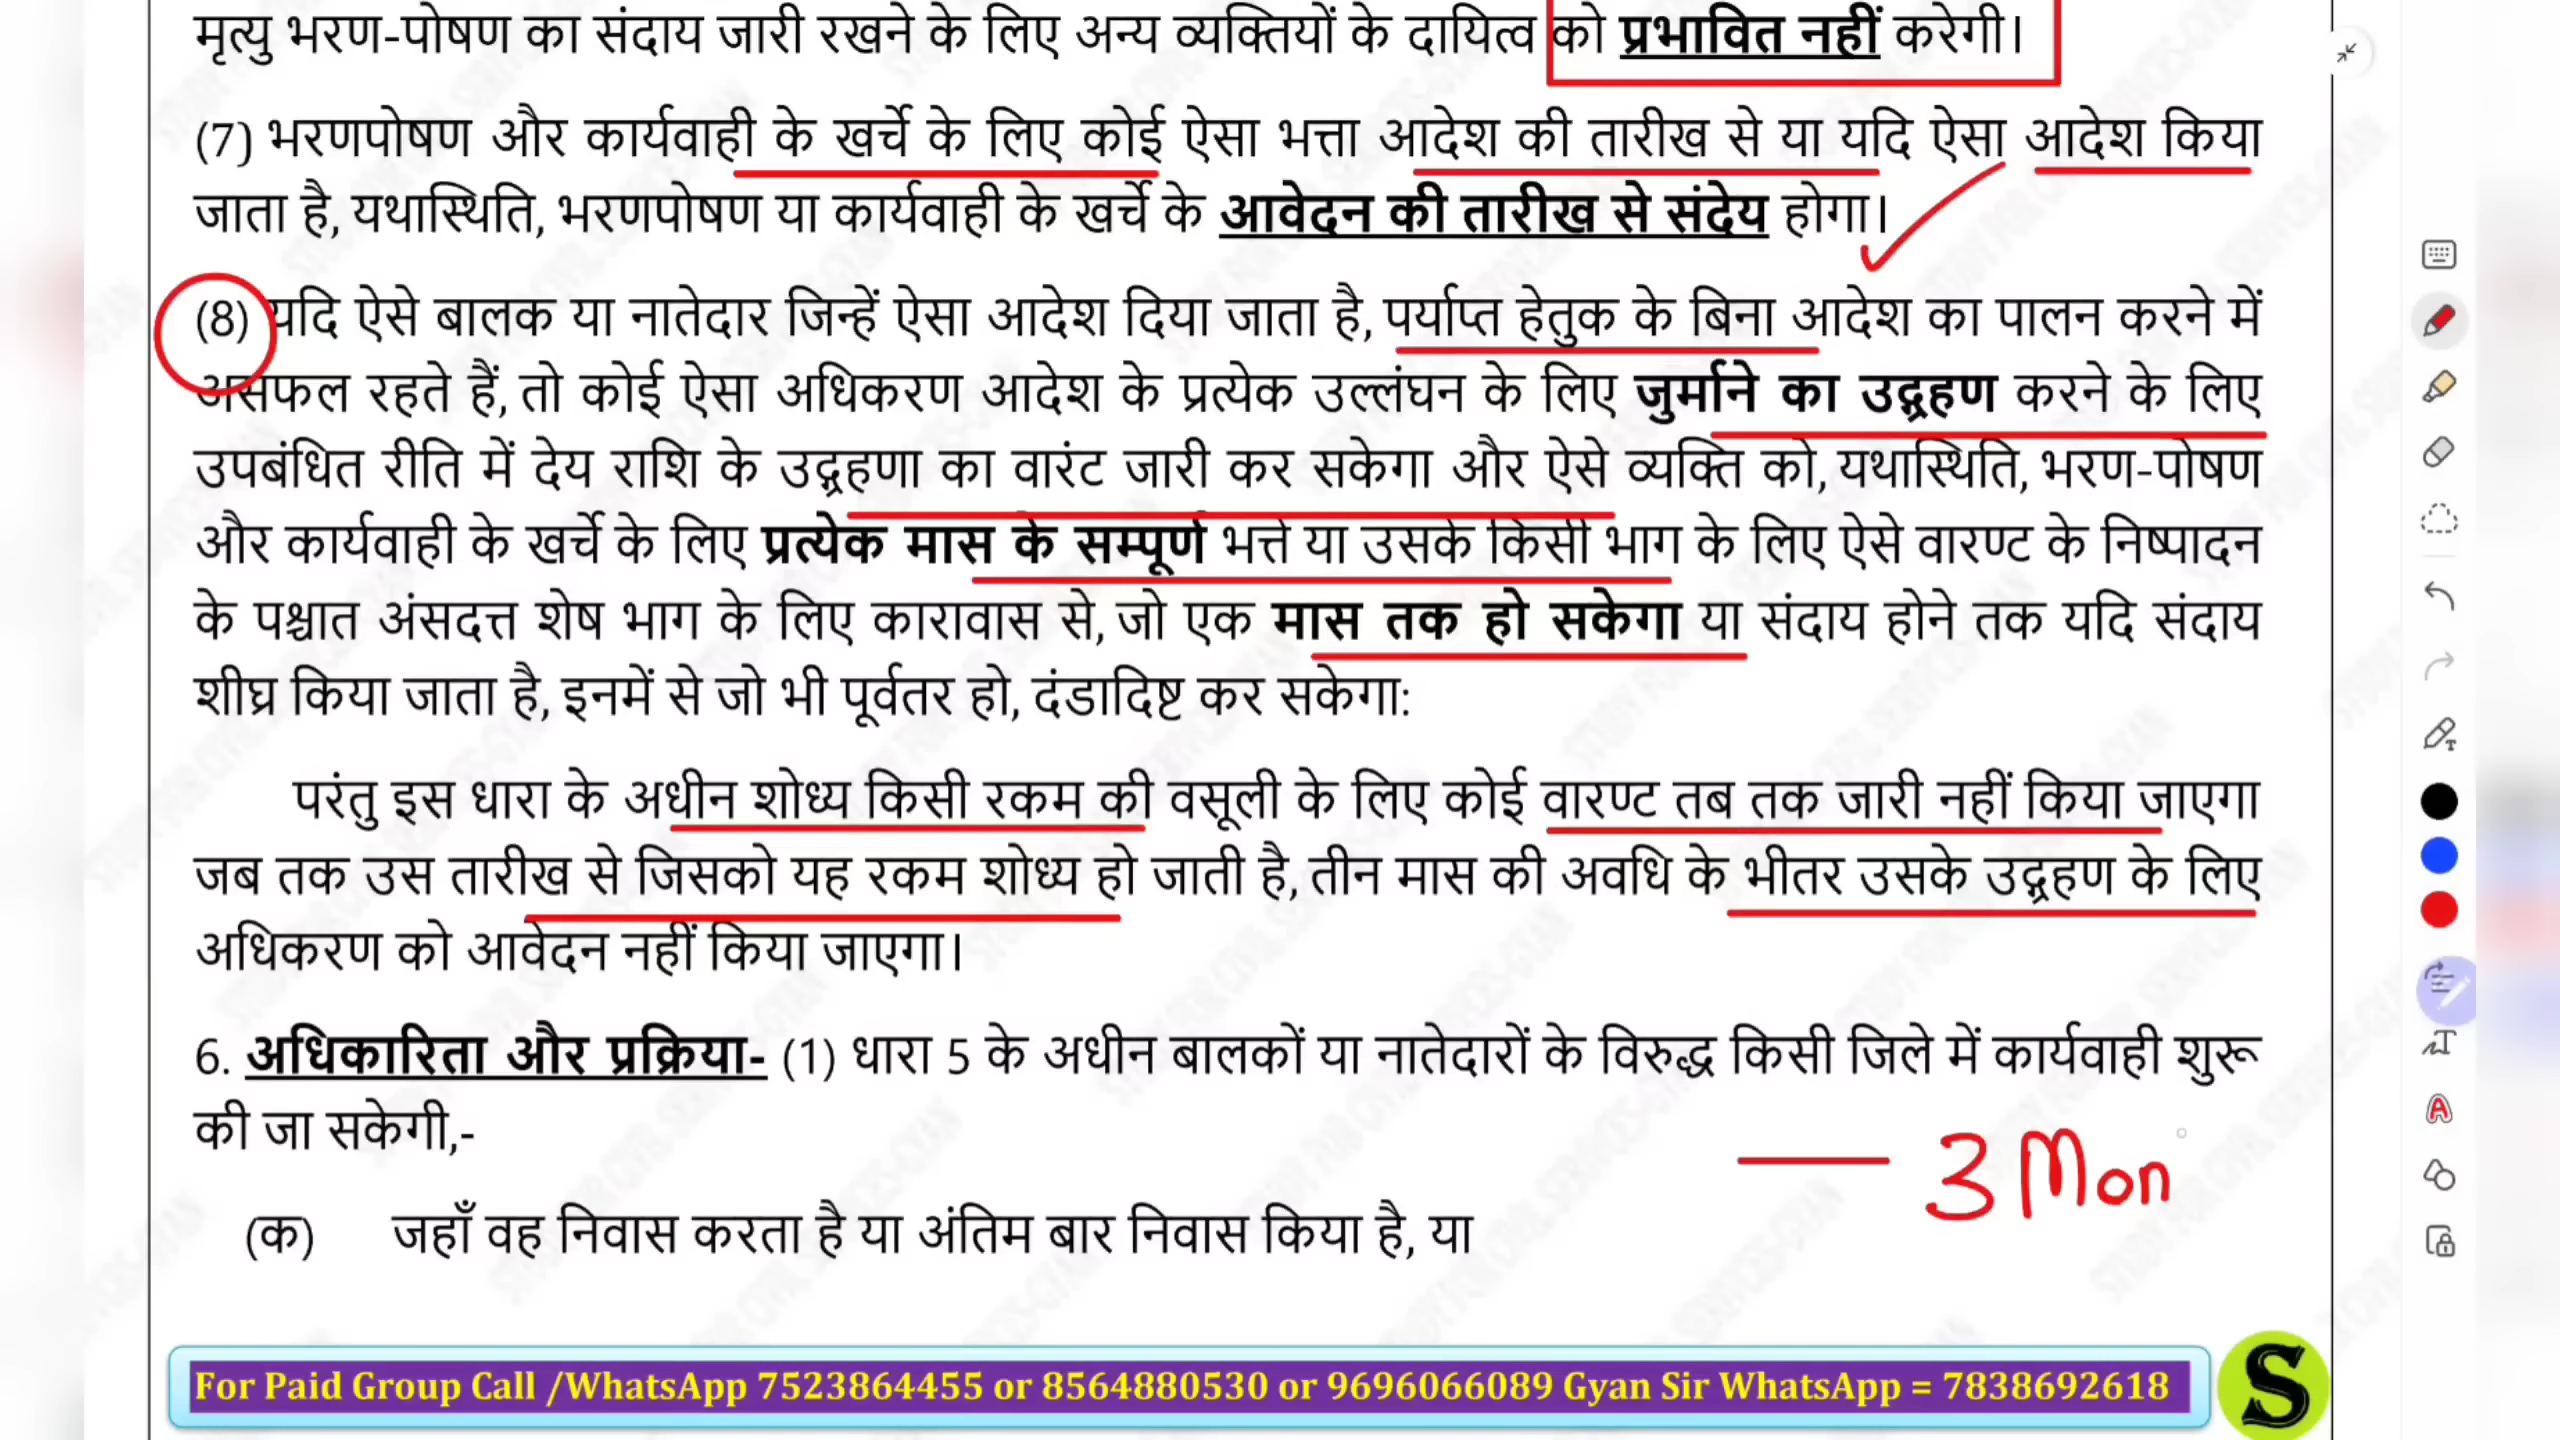 मृत्यु भरण-पोषण का संदाय जारी रखने के लिए अन्य व्यक्तियों के दायित्व को प्रभावित नहीं करेगी।
(7) भरणपोषण और कार्यवाही के खर्चे के लिए कोई ऐसा भत्ता आदेश की तारीख से या यदि ऐसा आदेश किया
जाता है, यथास्थिति, भरणपोषण या कार्यवाही के खर्चे के आवेदन की तारीख से संदेय होगा।
(8) यदि ऐसे बालक या नातेदार जिन्हें ऐसा आदेश दिया जाता है, पर्याप्त हेतुक के बिना आदेश का पालन करने में
असफल रहते हैं, तो कोई ऐसा अधिकरण आदेश के प्रत्येक उल्लंघन के लिए जुर्माने का उद्ग्रहण करने के लिए
उपबंधित रीति में देय राशि के उद्ग्रहणा का वारंट जारी कर सकेगा और ऐसे व्यक्ति को, यथास्थिति, भरण-पोषण
और कार्यवाही के खर्चे के लिए प्रत्येक मास के सम्पूर्ण भत्ते या उसके किसी भाग के लिए ऐसे वारण्ट के निष्पादन
के पश्चात अंसदत्त शेष भाग के लिए कारावास से, जो एक मास तक हो सकेगा या संदाय होने तक यदि संदाय
शीघ्र किया जाता है, इनमें से जो भी पूर्वतर हो, दंडादिष्ट कर सकेगा:
परंतु इस धारा के अधीन शोध्य किसी रकम की वसूली के लिए कोई वारण्ट तब तक जारी नहीं किया जाएगा
जब तक उस तारीख से जिसको यह रकम शोध्य हो जाती है, तीन मास की अवधि के भीतर उसके उद्ग्रहण के लिए
अधिकरण को आवेदन नहीं किया जाएगा।
6. अधिकारिता और प्रक्रिया- (1) धारा 5 के अधीन बालकों या नातेदारों के विरुद्ध किसी जिले में कार्यवाही शुरू
की जा सकेगी,-
3 Mon
(क) जहाँ वह निवास करता है या अंतिम बार निवास किया है, या
For Paid Group Call /WhatsApp 7523864455 or 8564880530 or 9696066089 Gyan Sir WhatsApp = 7838692618
S